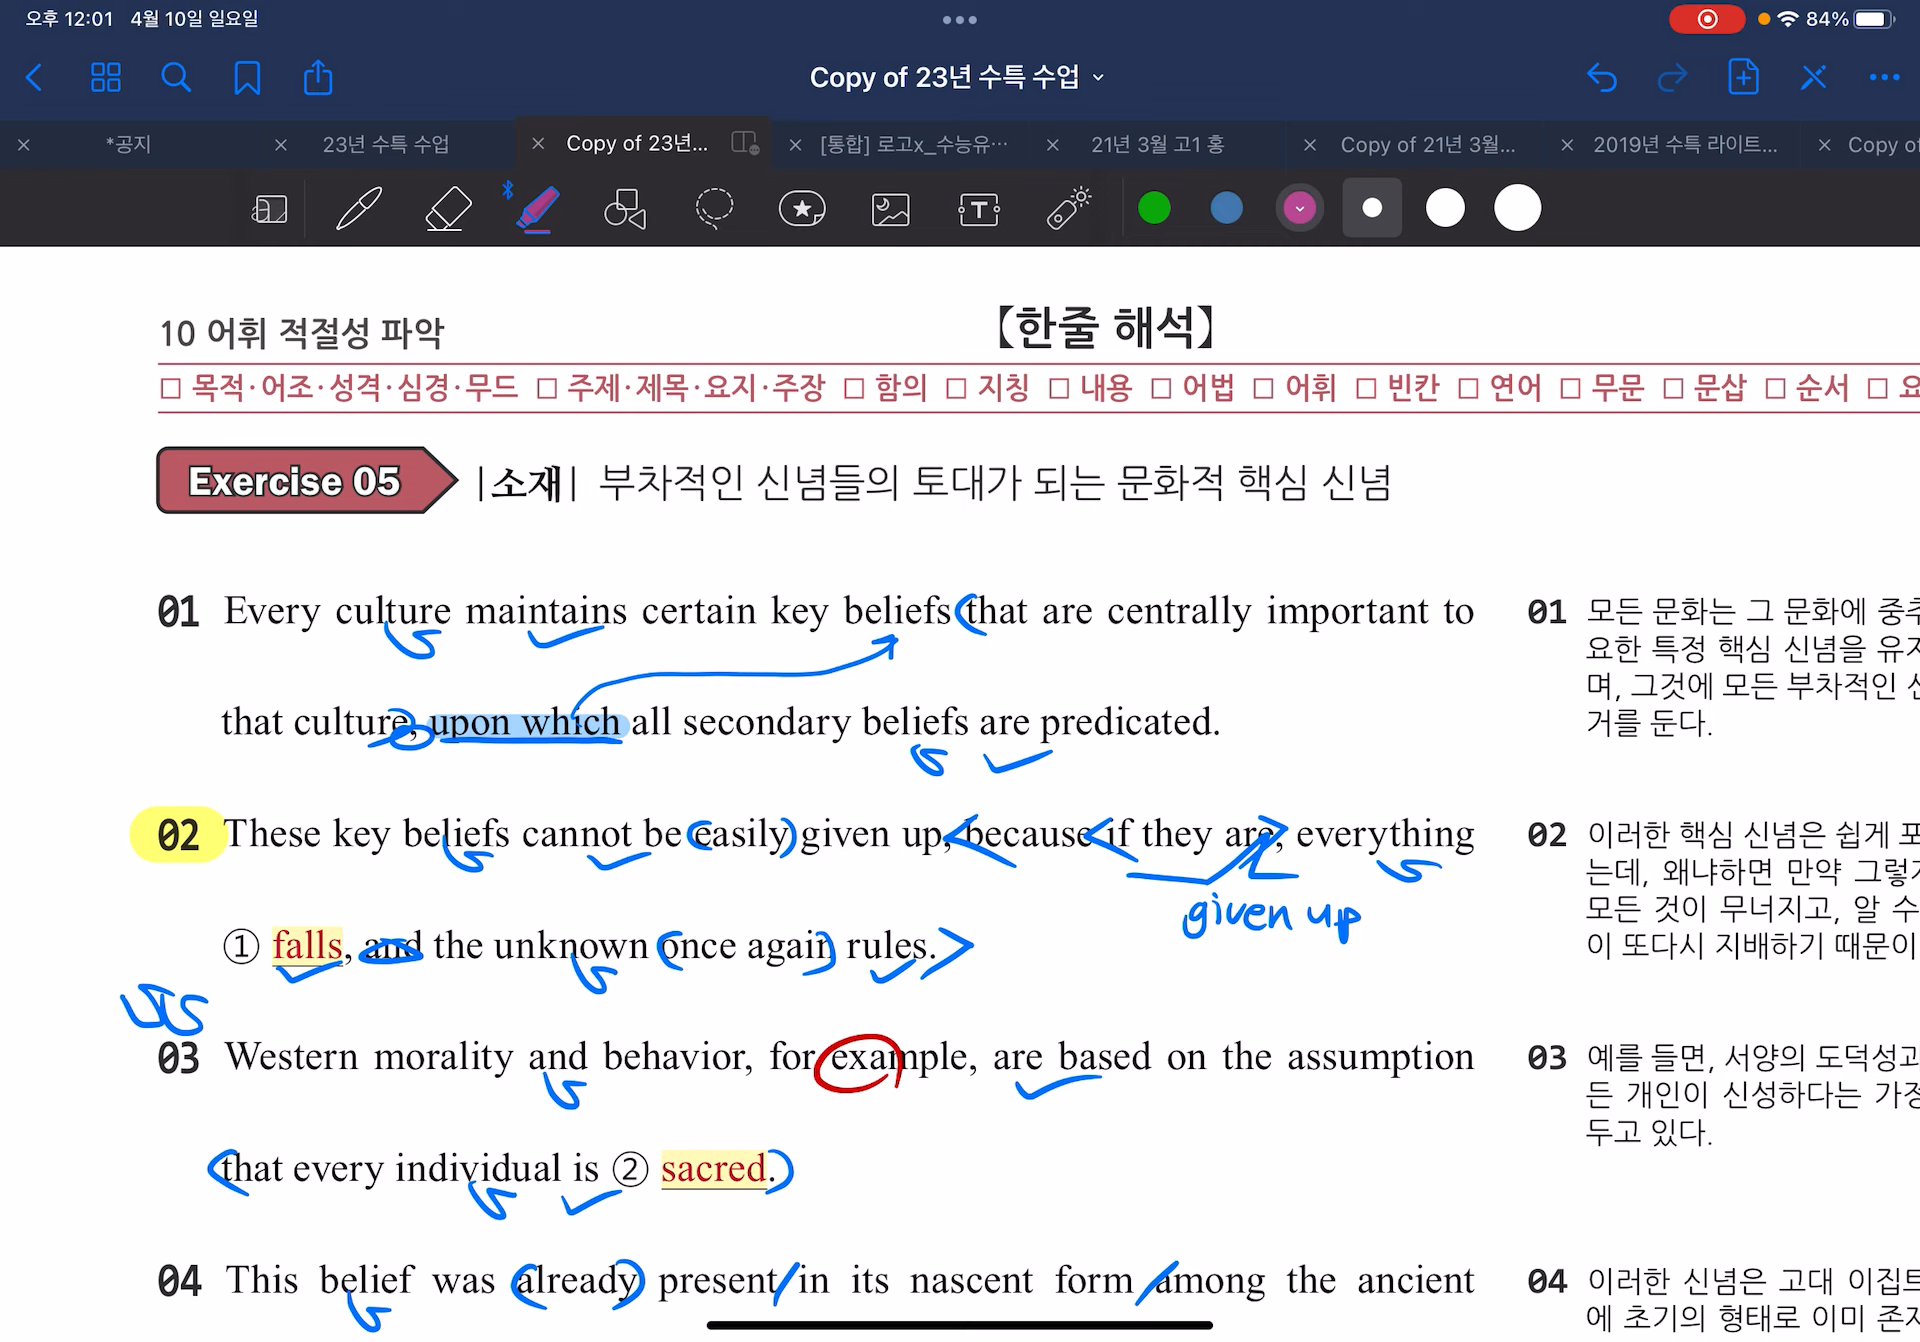 오후 12:01 4월 10일 일요일
84%
Copy of 23년 수특 수업
*공지
23년 수특 수업
Copy of 23년...
[통합] 로고x_수능유...
21년 3월 고1 홍
Copy of 21년 3월...
2019년 수특 라이트...
Copy of
10 어휘 적절성 파악
【한줄 해석】
□ 목적·어조·성격·심경·무드 □ 주제·제목·요지·주장 □ 함의 □ 지칭 □ 내용 □ 어법 □ 어휘 □ 빈칸 □ 연어 □ 무문 □ 문삽 □ 순서 □ 요
Exercise 05 |소재| 부차적인 신념들의 토대가 되는 문화적 핵심 신념
01 Every culture maintains certain key beliefs that are centrally important to
that culture, upon which all secondary beliefs are predicated.
02 These key beliefs cannot be easily given up, because if they are, everything
given up
① falls, and the unknown once again rules.
03 Western morality and behavior, for example, are based on the assumption
that every individual is ② sacred.
04 This belief was already present in its nascent form among the ancient
01 모든 문화는 그 문화에 중추
요한 특정 핵심 신념을 유지
며, 그것에 모든 부차적인 신
거를 둔다.
02 이러한 핵심 신념은 쉽게 포
는데, 왜냐하면 만약 그렇게
모든 것이 무너지고, 알 수
이 또다시 지배하기 때문이
03 예를 들면, 서양의 도덕성과
든 개인이 신성하다는 가정
두고 있다.
04 이러한 신념은 고대 이집트
에 초기의 형태로 이미 존재